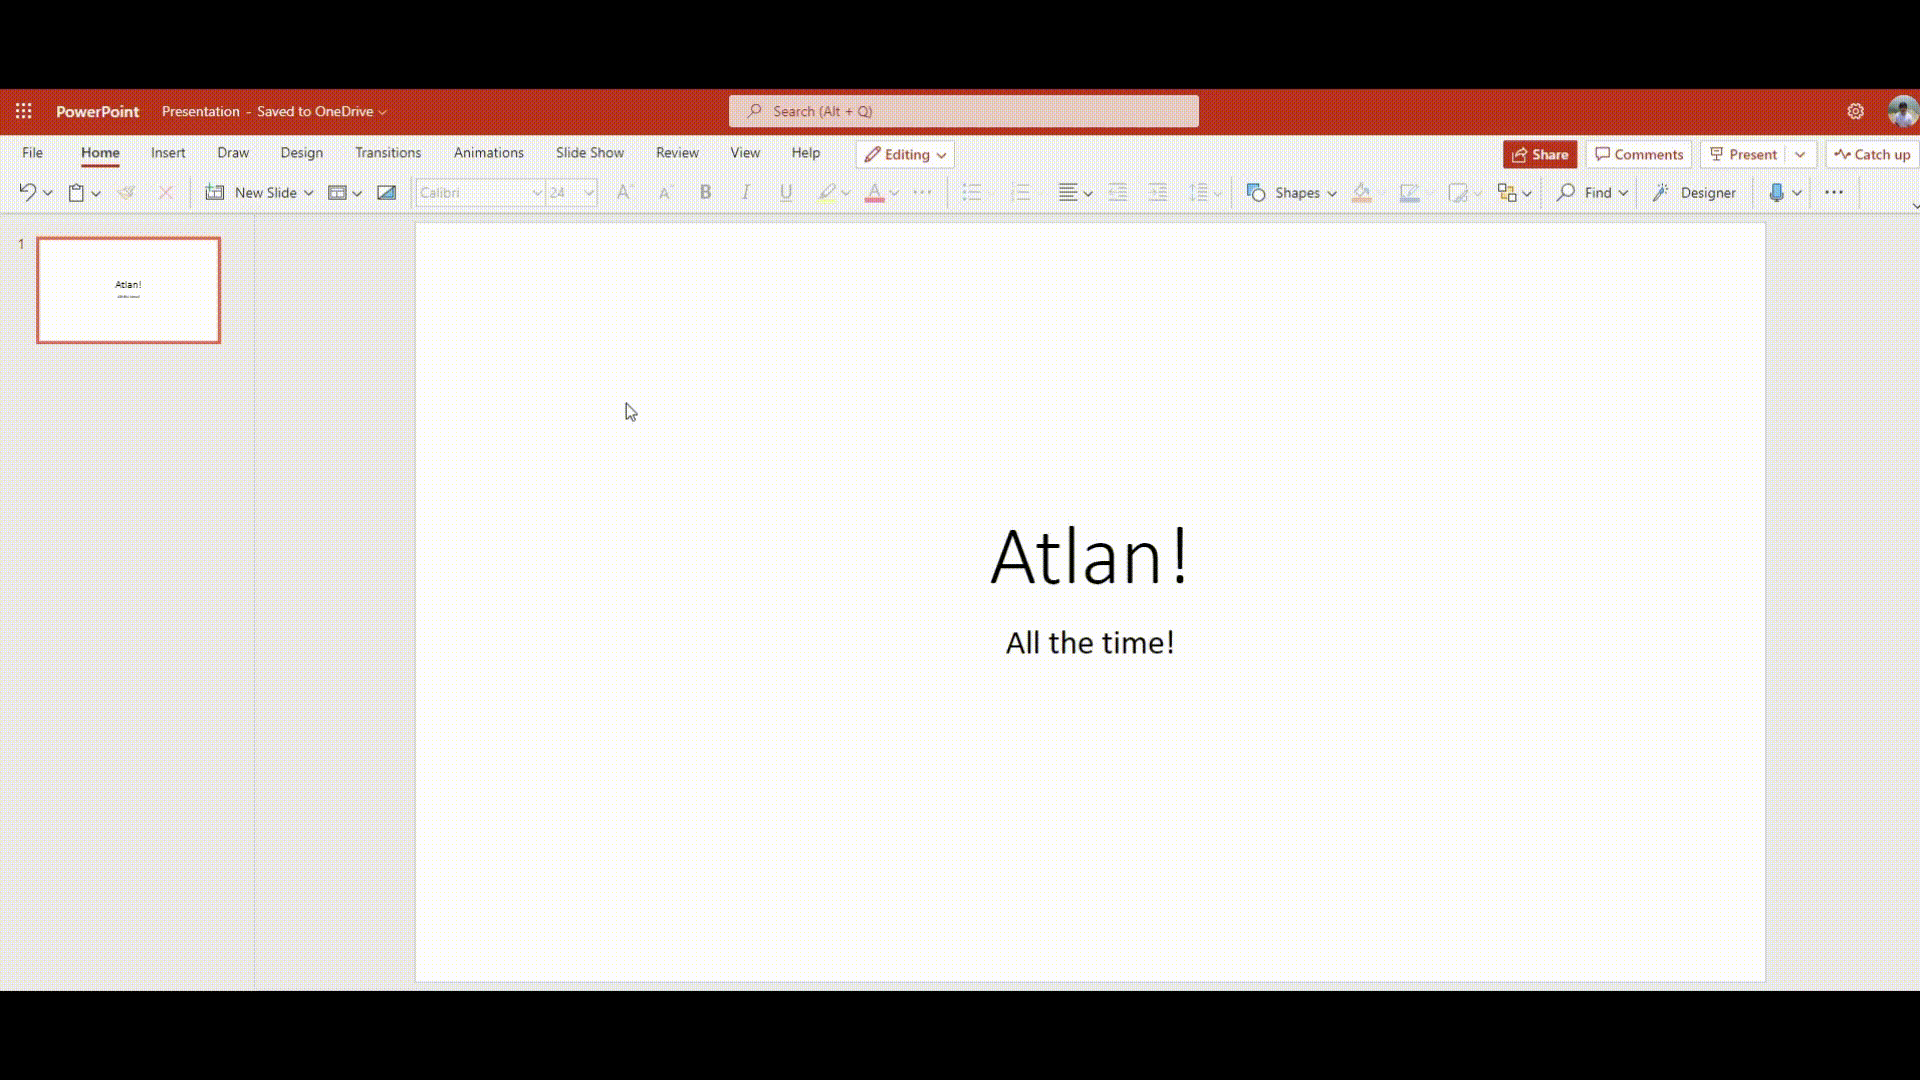 PowerPoint Presentation - Saved to OneDrive Search (Alt + Q)
File Home Insert Draw Design Transitions Animations Slide Show Review View Help Editing Share Comments Present Catch up
New Slide Calibri 24 A A B I U A Shapes Find Designer
1
Atlan!
Atlan!
All the time!